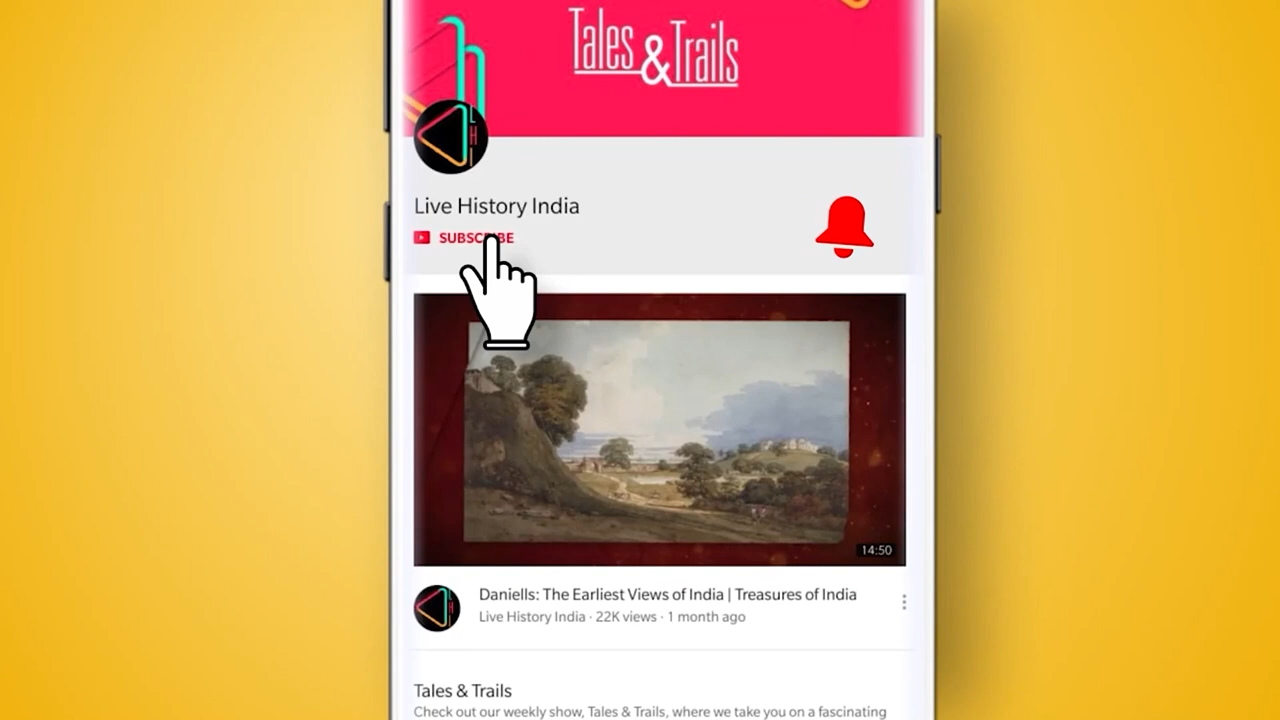 Tales & Trails
LHI
Live History India
SUBSCRIBE
14:50
LHI
Daniells: The Earliest Views of India | Treasures of India
Live History India · 22K views · 1 month ago
Tales & Trails
Check out our weekly show, Tales & Trails, where we take you on a fascinating